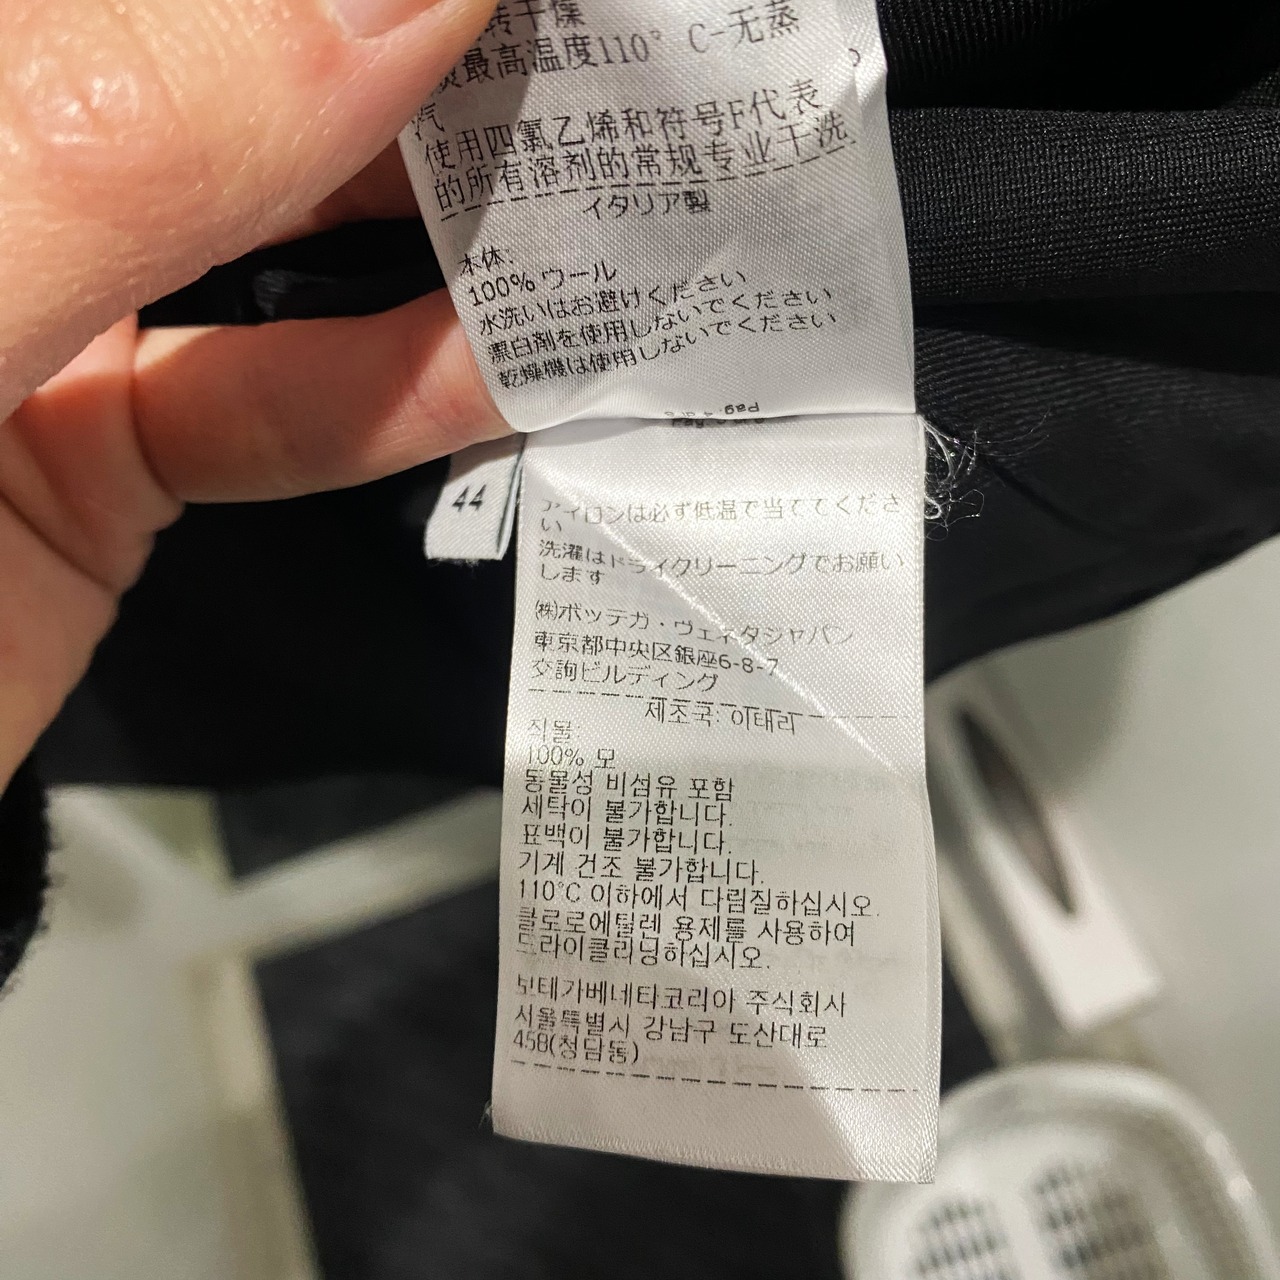 转干燥
最高温度110° C-无蒸
汽
使用四氯乙烯和符号F代表
的所有溶剂的常规专业干洗
イタリア製
本体:
100% ウール
水洗いはお避けください
漂白剤を使用しないでください
乾燥機は使用しないでください
44
アイロンは必ず低温で当ててくださ
い
洗濯はドライクリーニングでお願い
します
㈱ボッテガ・ヴェネタジャパン
東京都中央区銀座6-8-7
交詢ビルディング
제조국: 이태리
직물:
100% 모
동물성 비섬유 포함
세탁이 불가합니다.
표백이 불가합니다.
기계 건조 불가합니다.
110°C 이하에서 다림질하십시오.
클로로에틸렌 용제를 사용하여
드라이클리닝하십시오.
보테가베네타코리아 주식회사
서울특별시 강남구 도산대로
458(청담동)